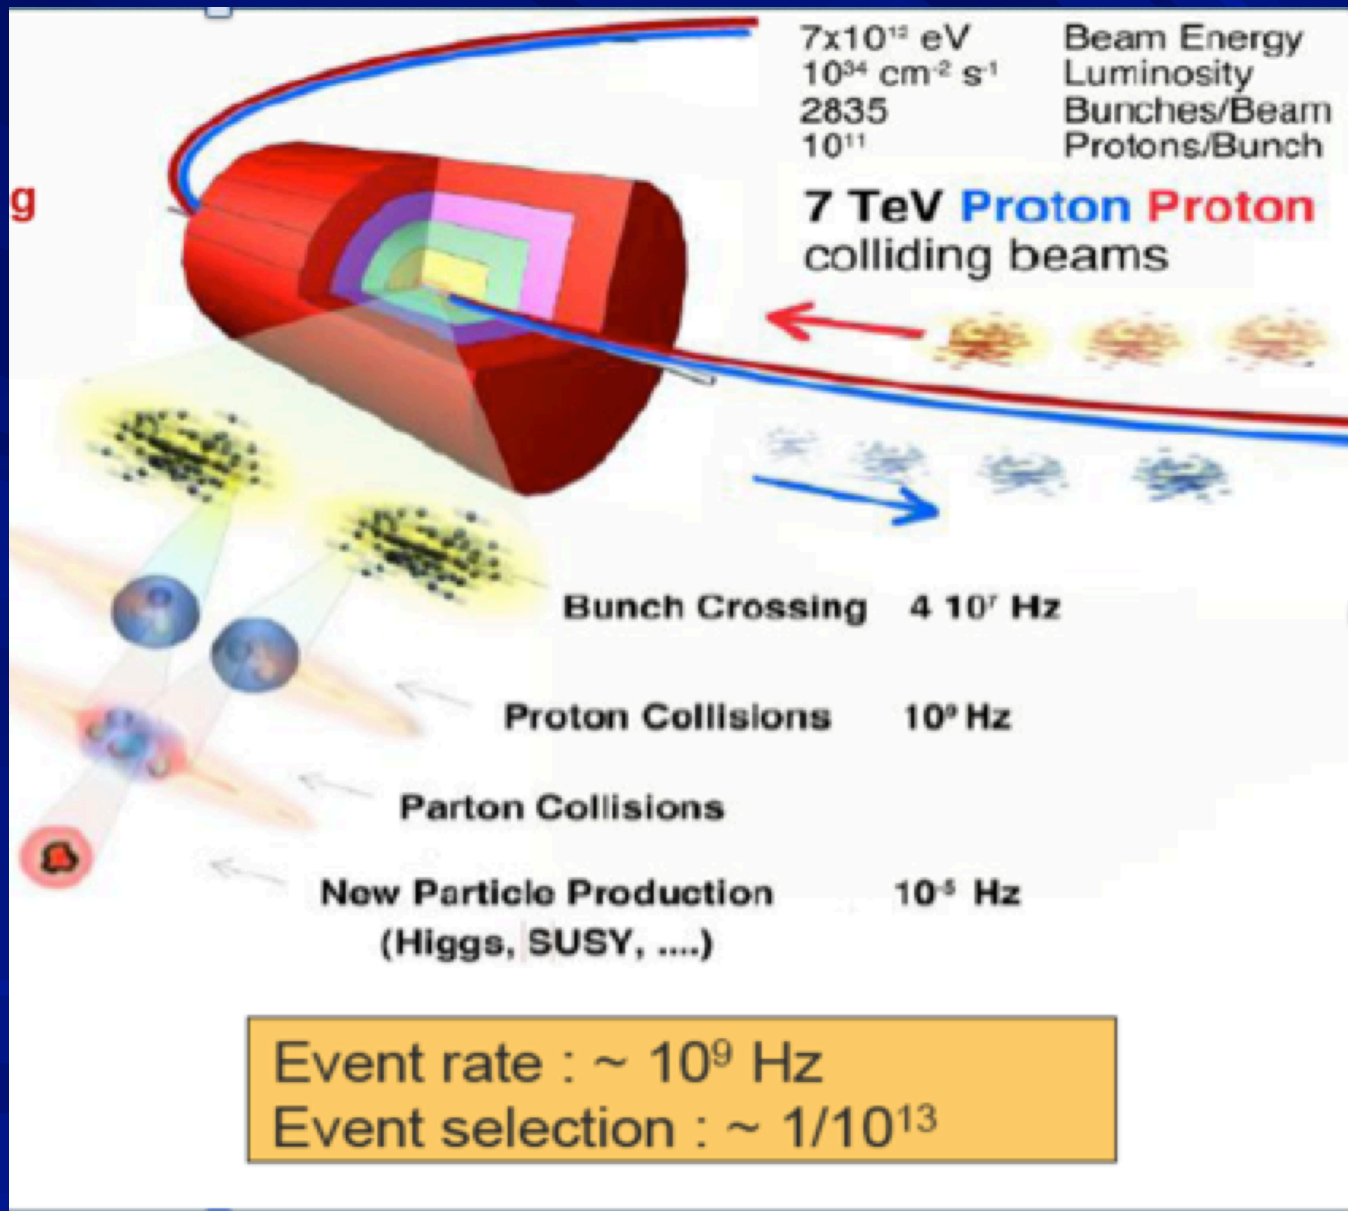 7x10¹² eV Beam Energy
10³⁴ cm⁻² s⁻¹ Luminosity
2835 Bunches/Beam
10¹¹ Protons/Bunch
g
7 TeV Proton Proton
colliding beams
Bunch Crossing 4 10⁷ Hz
Proton Collisions 10⁹ Hz
Parton Collisions
New Particle Production 10⁻⁵ Hz
(Higgs, SUSY, ....)
Event rate : ~ 10⁹ Hz
Event selection : ~ 1/10¹³